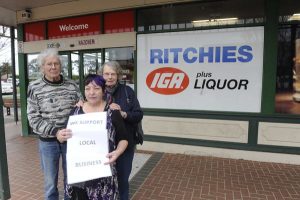 Welcome
RITCHIES
IGA plus
LIQUOR
WE SUPPORT
LOCAL
BUSINESS